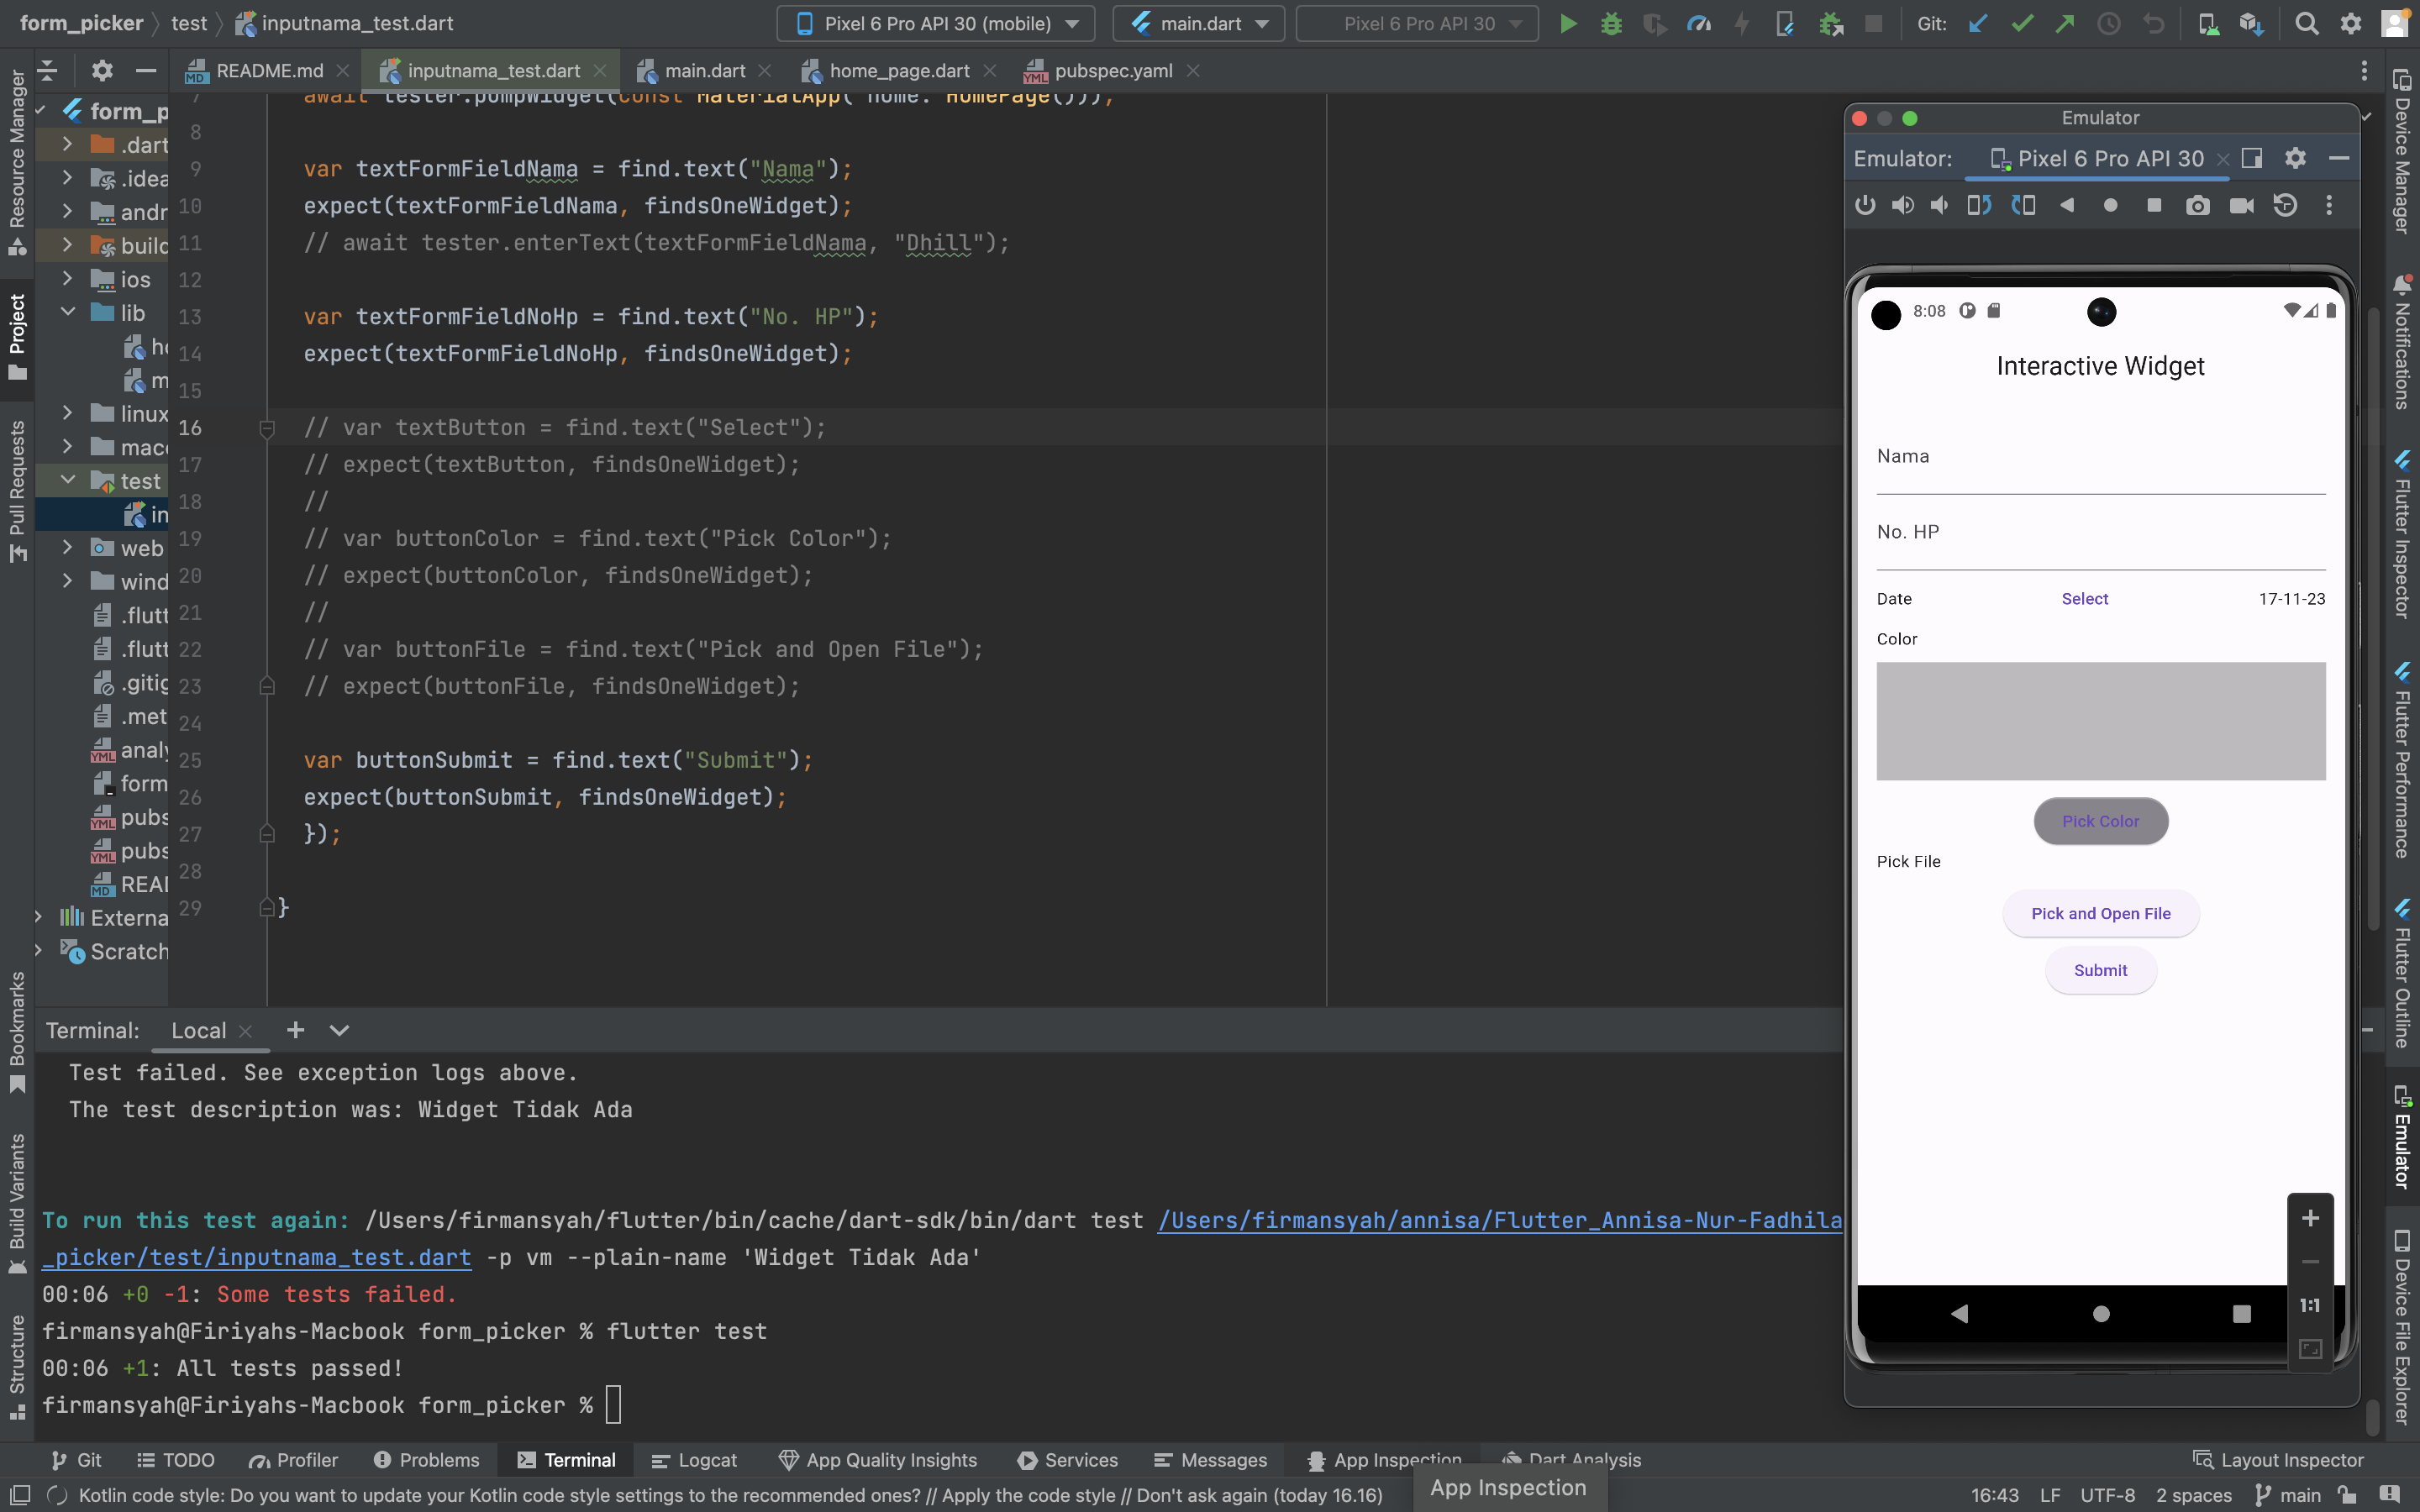 form_picker test inputnama_test.dart
Pixel 6 Pro API 30 (mobile) main.dart Pixel 6 Pro API 30 Git:
README.md inputnama_test.dart main.dart home_page.dart pubspec.yaml
Resource Manager
Project
Pull Requests
Bookmarks
Build Variants
Structure
form_p
.dart
.idea
andr
build
ios
lib
ho
m
linux
mac
test
in
web
wind
.flutt
.flutt
.gitig
.met
analy
form
pubs
pubs
REAI
Externa
Scratch
7 await tester.pumpWidget(const MaterialApp( home: HomePage()));
8
9 var textFormFieldNama = find.text("Nama");
10 expect(textFormFieldNama, findsOneWidget);
11 // await tester.enterText(textFormFieldNama, "Dhill");
12
13 var textFormFieldNoHp = find.text("No. HP");
14 expect(textFormFieldNoHp, findsOneWidget);
15
16 // var textButton = find.text("Select");
17 // expect(textButton, findsOneWidget);
18 //
19 // var buttonColor = find.text("Pick Color");
20 // expect(buttonColor, findsOneWidget);
21 //
22 // var buttonFile = find.text("Pick and Open File");
23 // expect(buttonFile, findsOneWidget);
24
25 var buttonSubmit = find.text("Submit");
26 expect(buttonSubmit, findsOneWidget);
27 });
28
29 }
Emulator
Emulator: Pixel 6 Pro API 30
8:08
Interactive Widget
Nama
No. HP
Date Select 17-11-23
Color
Pick Color
Pick File
Pick and Open File
Submit
1:1
Device Manager
Notifications
Flutter Inspector
Flutter Performance
Flutter Outline
Emulator
Device File Explorer
Terminal: Local
Test failed. See exception logs above.
The test description was: Widget Tidak Ada
To run this test again: /Users/firmansyah/flutter/bin/cache/dart-sdk/bin/dart test /Users/firmansyah/annisa/Flutter_Annisa-Nur-Fadhila
_picker/test/inputnama_test.dart -p vm --plain-name 'Widget Tidak Ada'
00:06 +0 -1: Some tests failed.
firmansyah@Firiyahs-Macbook form_picker % flutter test
00:06 +1: All tests passed!
firmansyah@Firiyahs-Macbook form_picker %
Git TODO Profiler Problems Terminal Logcat App Quality Insights Services Messages App Inspection Dart Analysis Layout Inspector
App Inspection
Kotlin code style: Do you want to update your Kotlin code style settings to the recommended ones? // Apply the code style // Don't ask again (today 16.16) 16:43 LF UTF-8 2 spaces main